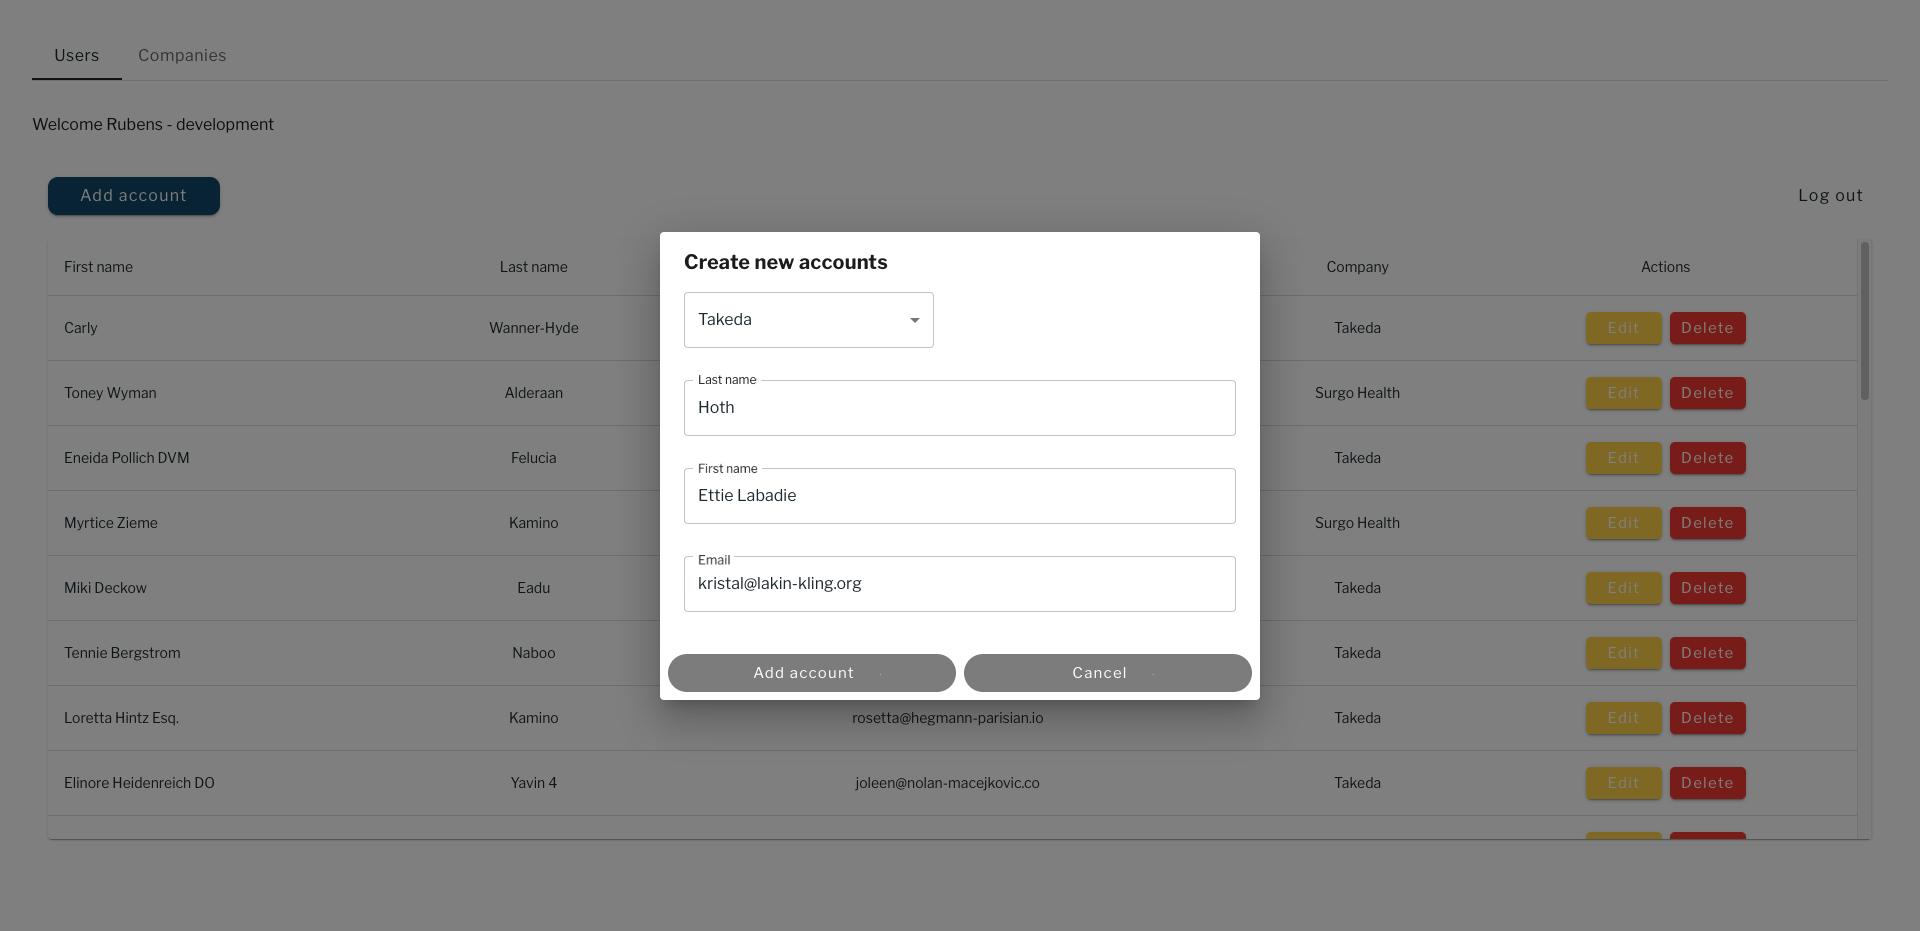 Users Companies
Welcome Rubens - development
Add account Log out
First name Last name Company Actions
Carly Wanner-Hyde Takeda Edit Delete
Toney Wyman Alderaan Surgo Health Edit Delete
Eneida Pollich DVM Felucia Takeda Edit Delete
Myrtice Zieme Kamino Surgo Health Edit Delete
Miki Deckow Eadu Takeda Edit Delete
Tennie Bergstrom Naboo Takeda Edit Delete
Loretta Hintz Esq. Kamino rosetta@hegmann-parisian.io Takeda Edit Delete
Elinore Heidenreich DO Yavin 4 joleen@nolan-macejkovic.co Takeda Edit Delete
Create new accounts
Takeda
Last name
Hoth
First name
Ettie Labadie
Email
kristal@lakin-kling.org
Add account Cancel